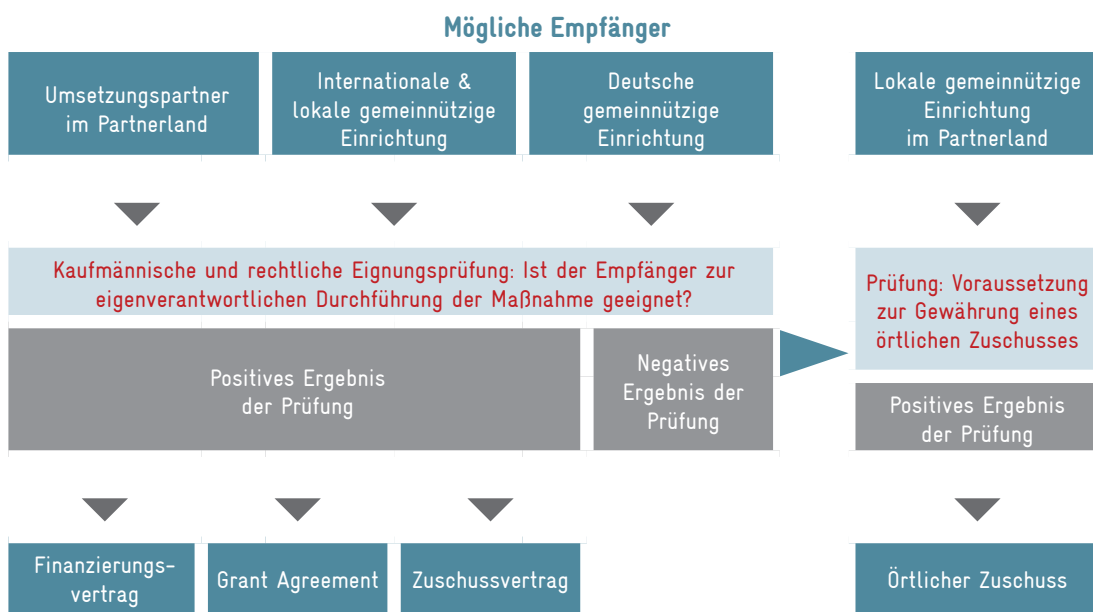 Mögliche Empfänger
Umsetzungspartner
im Partnerland
Internationale &
lokale gemeinnützige
Einrichtung
Deutsche
gemeinnützige
Einrichtung
Lokale gemeinnützige
Einrichtung
im Partnerland
Kaufmännische und rechtliche Eignungsprüfung: Ist der Empfänger zur
eigenverantwortlichen Durchführung der Maßnahme geeignet?
Prüfung: Voraussetzung
zur Gewährung eines
örtlichen Zuschusses
Positives Ergebnis
der Prüfung
Negatives
Ergebnis der
Prüfung
Positives Ergebnis
der Prüfung
Finanzierungs-
vertrag
Grant Agreement
Zuschussvertrag
Örtlicher Zuschuss